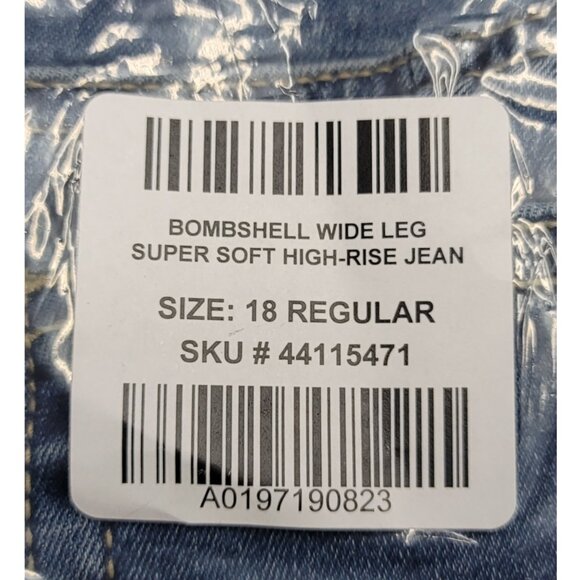 BOMBSHELL WIDE LEG
SUPER SOFT HIGH-RISE JEAN
SIZE: 18 REGULAR
SKU # 44115471
A0197190823